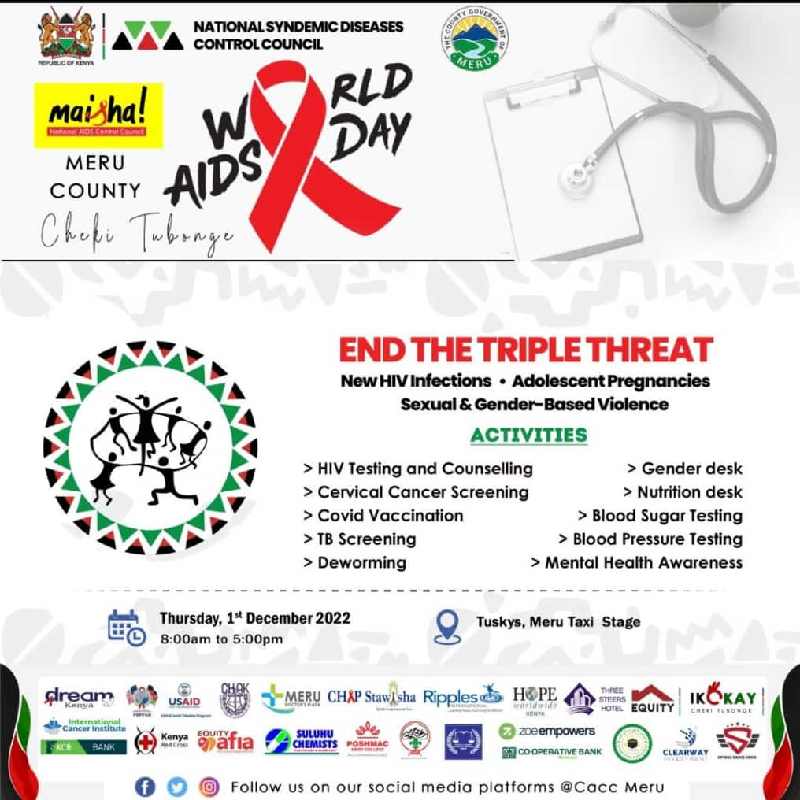 NATIONAL SYNDEMIC DISEASES
CONTROL COUNCIL
REPUBLIC OF KENYA
THE COUNTY GOVERNMENT OF
MERU
maisha!
National AIDS Control Council
MERU
COUNTY
Cheki Tubonge
WORLD
AIDS DAY
END THE TRIPLE THREAT
New HIV Infections • Adolescent Pregnancies
Sexual & Gender-Based Violence
ACTIVITIES
> HIV Testing and Counselling
> Cervical Cancer Screening
> Covid Vaccination
> TB Screening
> Deworming
> Gender desk
> Nutrition desk
> Blood Sugar Testing
> Blood Pressure Testing
> Mental Health Awareness
Thursday, 1st December 2022
8:00am to 5:00pm
Tuskys, Meru Taxi Stage
dream
Kenya
USAID
MERU
CHAP Stawisha
Ripples
HOPE
worldwide
KENYA
THREE
STEERS
HOTEL
EQUITY
IKOKAY
CHEKI TUBONGE
International
Cancer Institute
KCB BANK
Kenya
Red Cross
EQUITY
afia
SULUHU
CHEMISTS
POSHMAC
zoe empowers
CO-OPERATIVE BANK
CLEARWAY
Follow us on our social media platforms @Cacc Meru